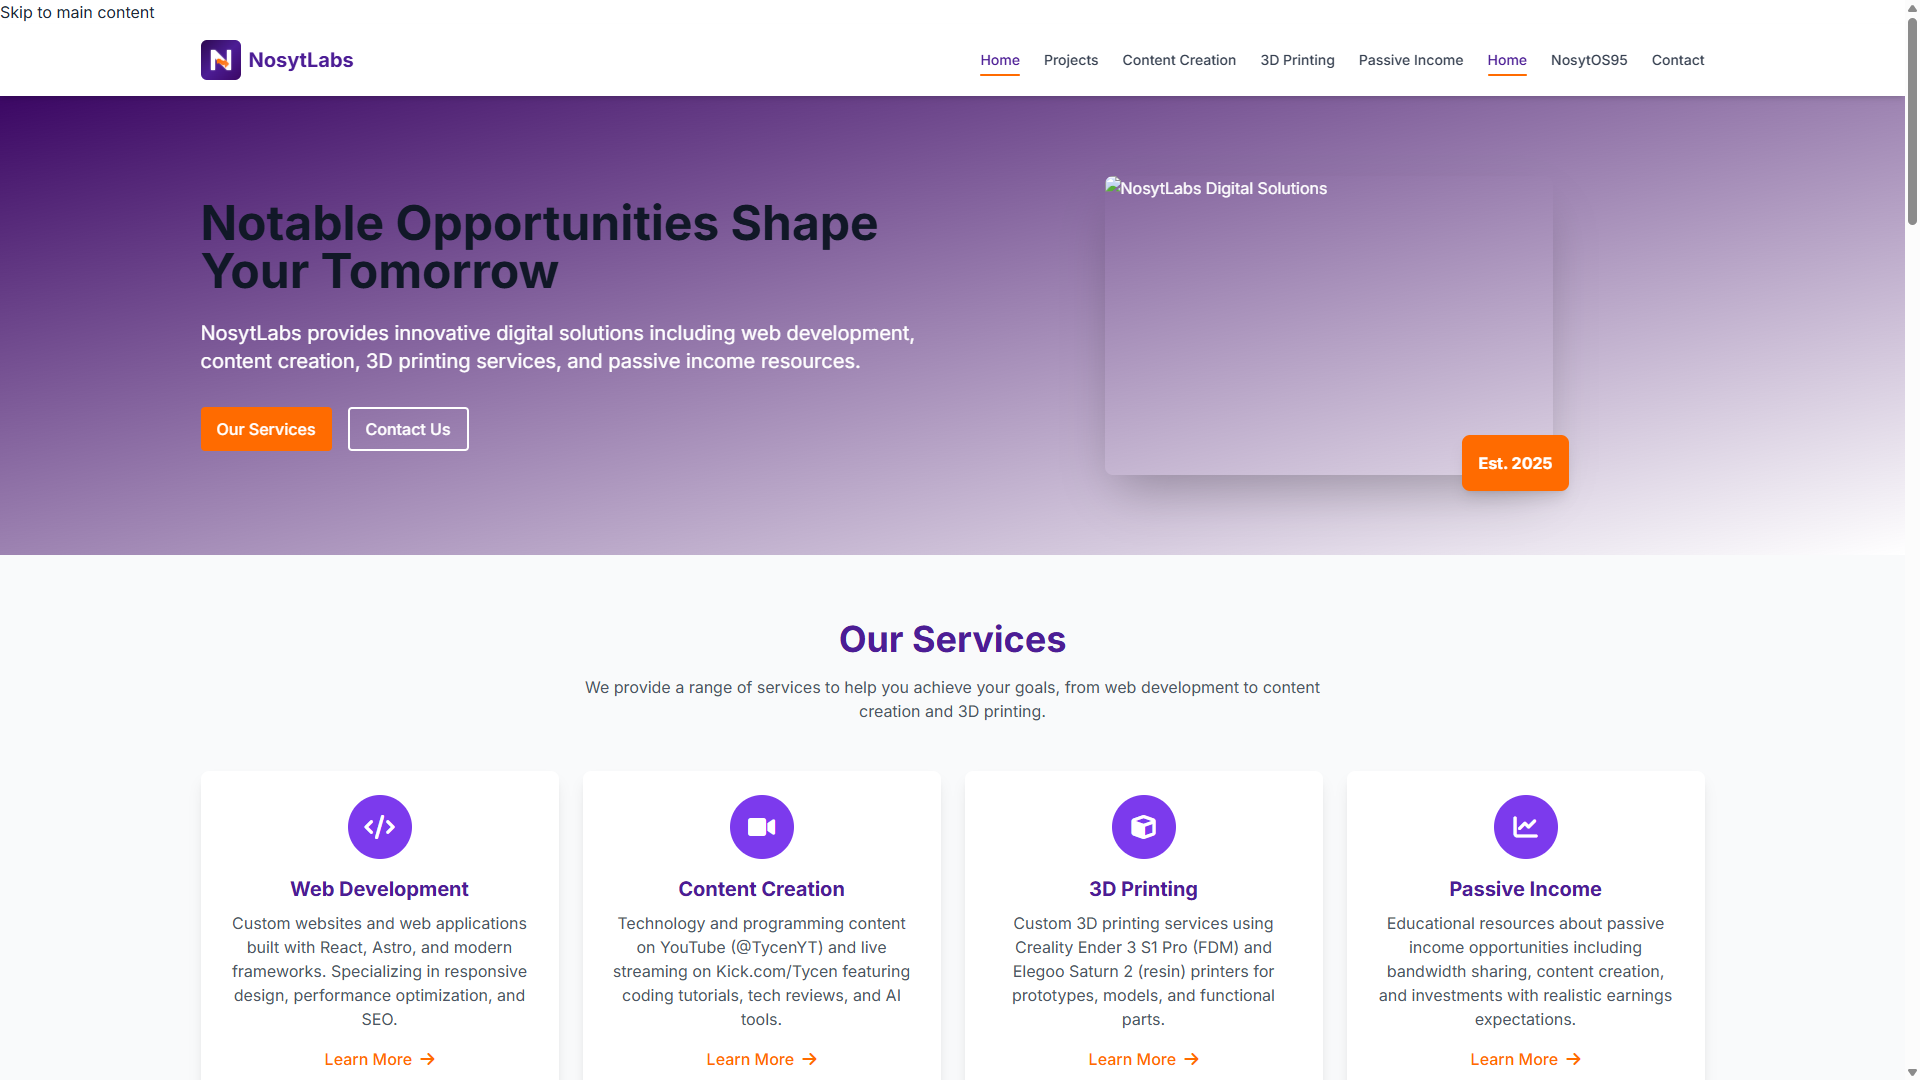 Skip to main content
NosytLabs
Home Projects Content Creation 3D Printing Passive Income Home NosytOS95 Contact
Notable Opportunities Shape
Your Tomorrow
NosytLabs provides innovative digital solutions including web development,
content creation, 3D printing services, and passive income resources.
Our Services Contact Us
NosytLabs Digital Solutions
Est. 2025
Our Services
We provide a range of services to help you achieve your goals, from web development to content
creation and 3D printing.
Web Development
Custom websites and web applications
built with React, Astro, and modern
frameworks. Specializing in responsive
design, performance optimization, and
SEO.
Learn More
Content Creation
Technology and programming content
on YouTube (@TycenYT) and live
streaming on Kick.com/Tycen featuring
coding tutorials, tech reviews, and AI
tools.
Learn More
3D Printing
Custom 3D printing services using
Creality Ender 3 S1 Pro (FDM) and
Elegoo Saturn 2 (resin) printers for
prototypes, models, and functional
parts.
Learn More
Passive Income
Educational resources about passive
income opportunities including
bandwidth sharing, content creation,
and investments with realistic earnings
expectations.
Learn More